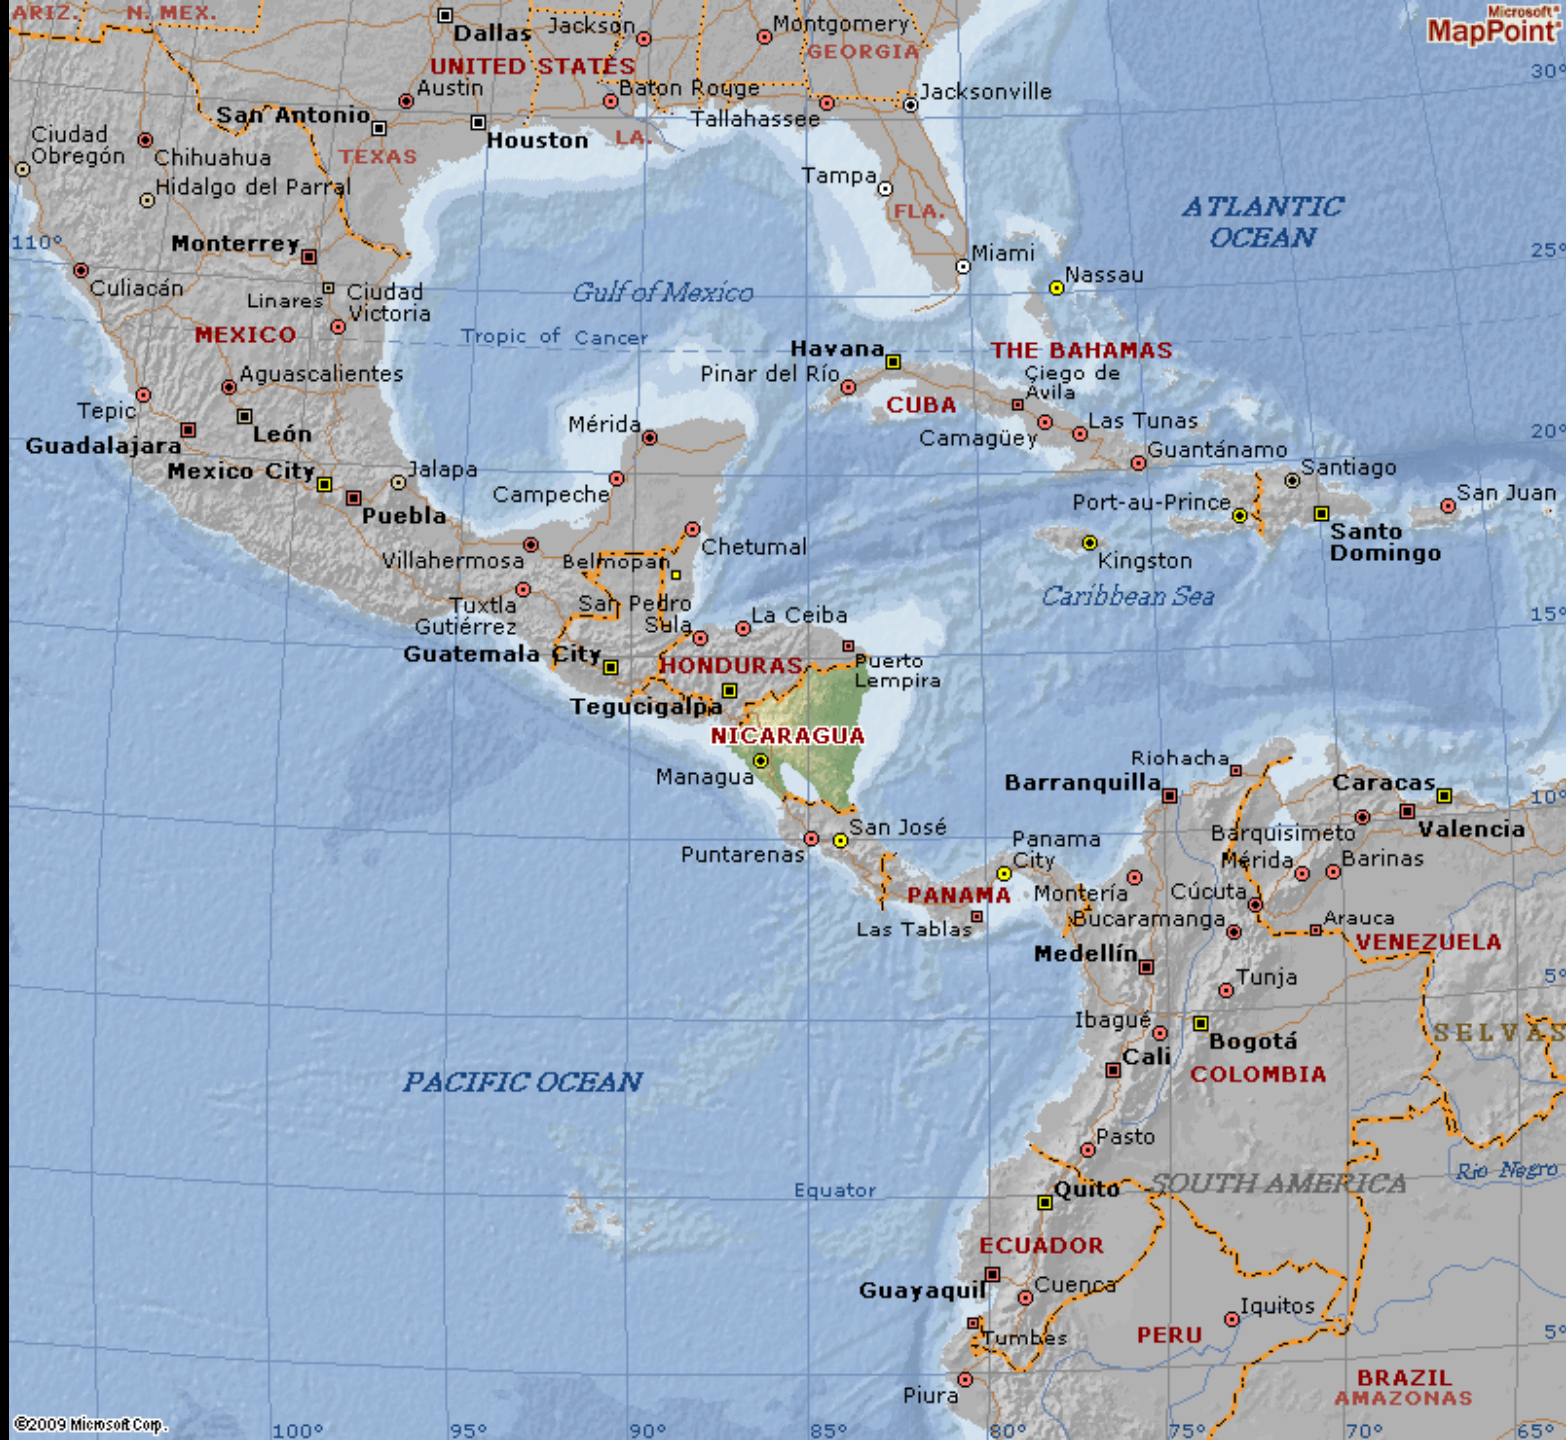 ARIZ.
N. MEX.
Dallas
Jackson
Montgomery
Microsoft®
MapPoint®
UNITED STATES
GEORGIA
30°
Austin
Baton Rouge
Jacksonville
San Antonio
Tallahassee
Houston
LA.
Ciudad
Obregón
Chihuahua
TEXAS
Hidalgo del Parral
Tampa
FLA.
ATLANTIC
OCEAN
110°
Monterrey
Miami
25°
Nassau
Culiacán
Linares
Ciudad
Victoria
Gulf of Mexico
MEXICO
Tropic of Cancer
Havana
THE BAHAMAS
Aguascalientes
Pinar del Río
Ciego de
Ávila
Tepic
CUBA
León
Mérida
Las Tunas
Guadalajara
Camagüey
20°
Guantánamo
Mexico City
Jalapa
Santiago
Campeche
San Juan
Puebla
Port-au-Prince
Santo
Domingo
Villahermosa
Belmopan
Chetumal
Kingston
Tuxtla
Gutiérrez
San Pedro
Sula
La Ceiba
Caribbean Sea
15°
Guatemala City
HONDURAS
Puerto
Lempira
Tegucigalpa
NICARAGUA
Managua
Riohacha
Barranquilla
Caracas
10°
San José
Panama
City
Barquisimeto
Valencia
Puntarenas
Mérida
Barinas
PANAMA
Montería
Cúcuta
Las Tablas
Bucaramanga
Arauca
VENEZUELA
Medellín
Tunja
5°
Ibagué
Bogotá
SELVAS
Cali
COLOMBIA
PACIFIC OCEAN
Pasto
Rio Negro
Equator
Quito
SOUTH AMERICA
ECUADOR
Guayaquil
Cuenca
Iquitos
Tumbes
PERU
5°
Piura
BRAZIL
AMAZONAS
©2009 Microsoft Corp.
100°
95°
90°
85°
80°
75°
70°
65°